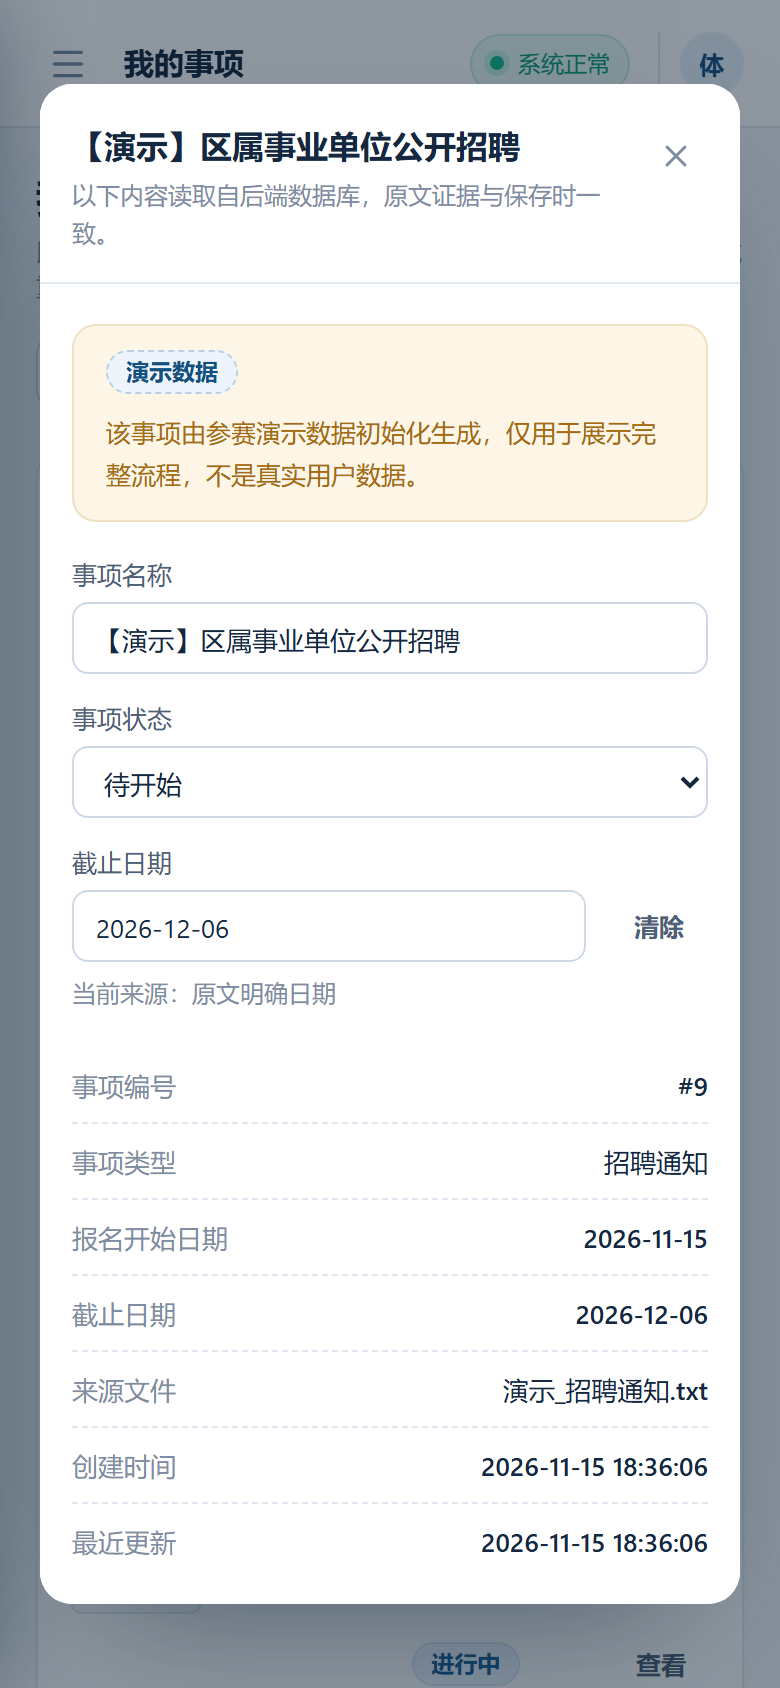 我的事项
系统正常
体
【演示】区属事业单位公开招聘
以下内容读取自后端数据库，原文证据与保存时一
致。
演示数据
该事项由参赛演示数据初始化生成，仅用于展示完
整流程，不是真实用户数据。
事项名称
【演示】区属事业单位公开招聘
事项状态
待开始
截止日期
2026-12-06
清除
当前来源：原文明确日期
事项编号 #9
事项类型 招聘通知
报名开始日期 2026-11-15
截止日期 2026-12-06
来源文件 演示_招聘通知.txt
创建时间 2026-11-15 18:36:06
最近更新 2026-11-15 18:36:06
进行中 查看